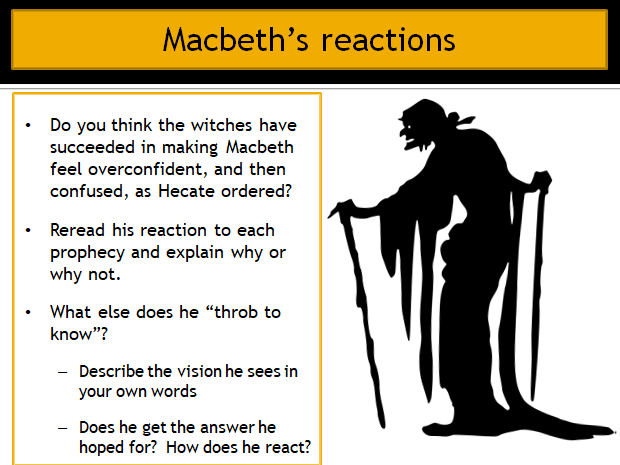 Macbeth’s reactions
• Do you think the witches have
succeeded in making Macbeth
feel overconfident, and then
confused, as Hecate ordered?
• Reread his reaction to each
prophecy and explain why or
why not.
• What else does he “throb to
know”?
– Describe the vision he sees in
your own words
– Does he get the answer he
hoped for? How does he react?